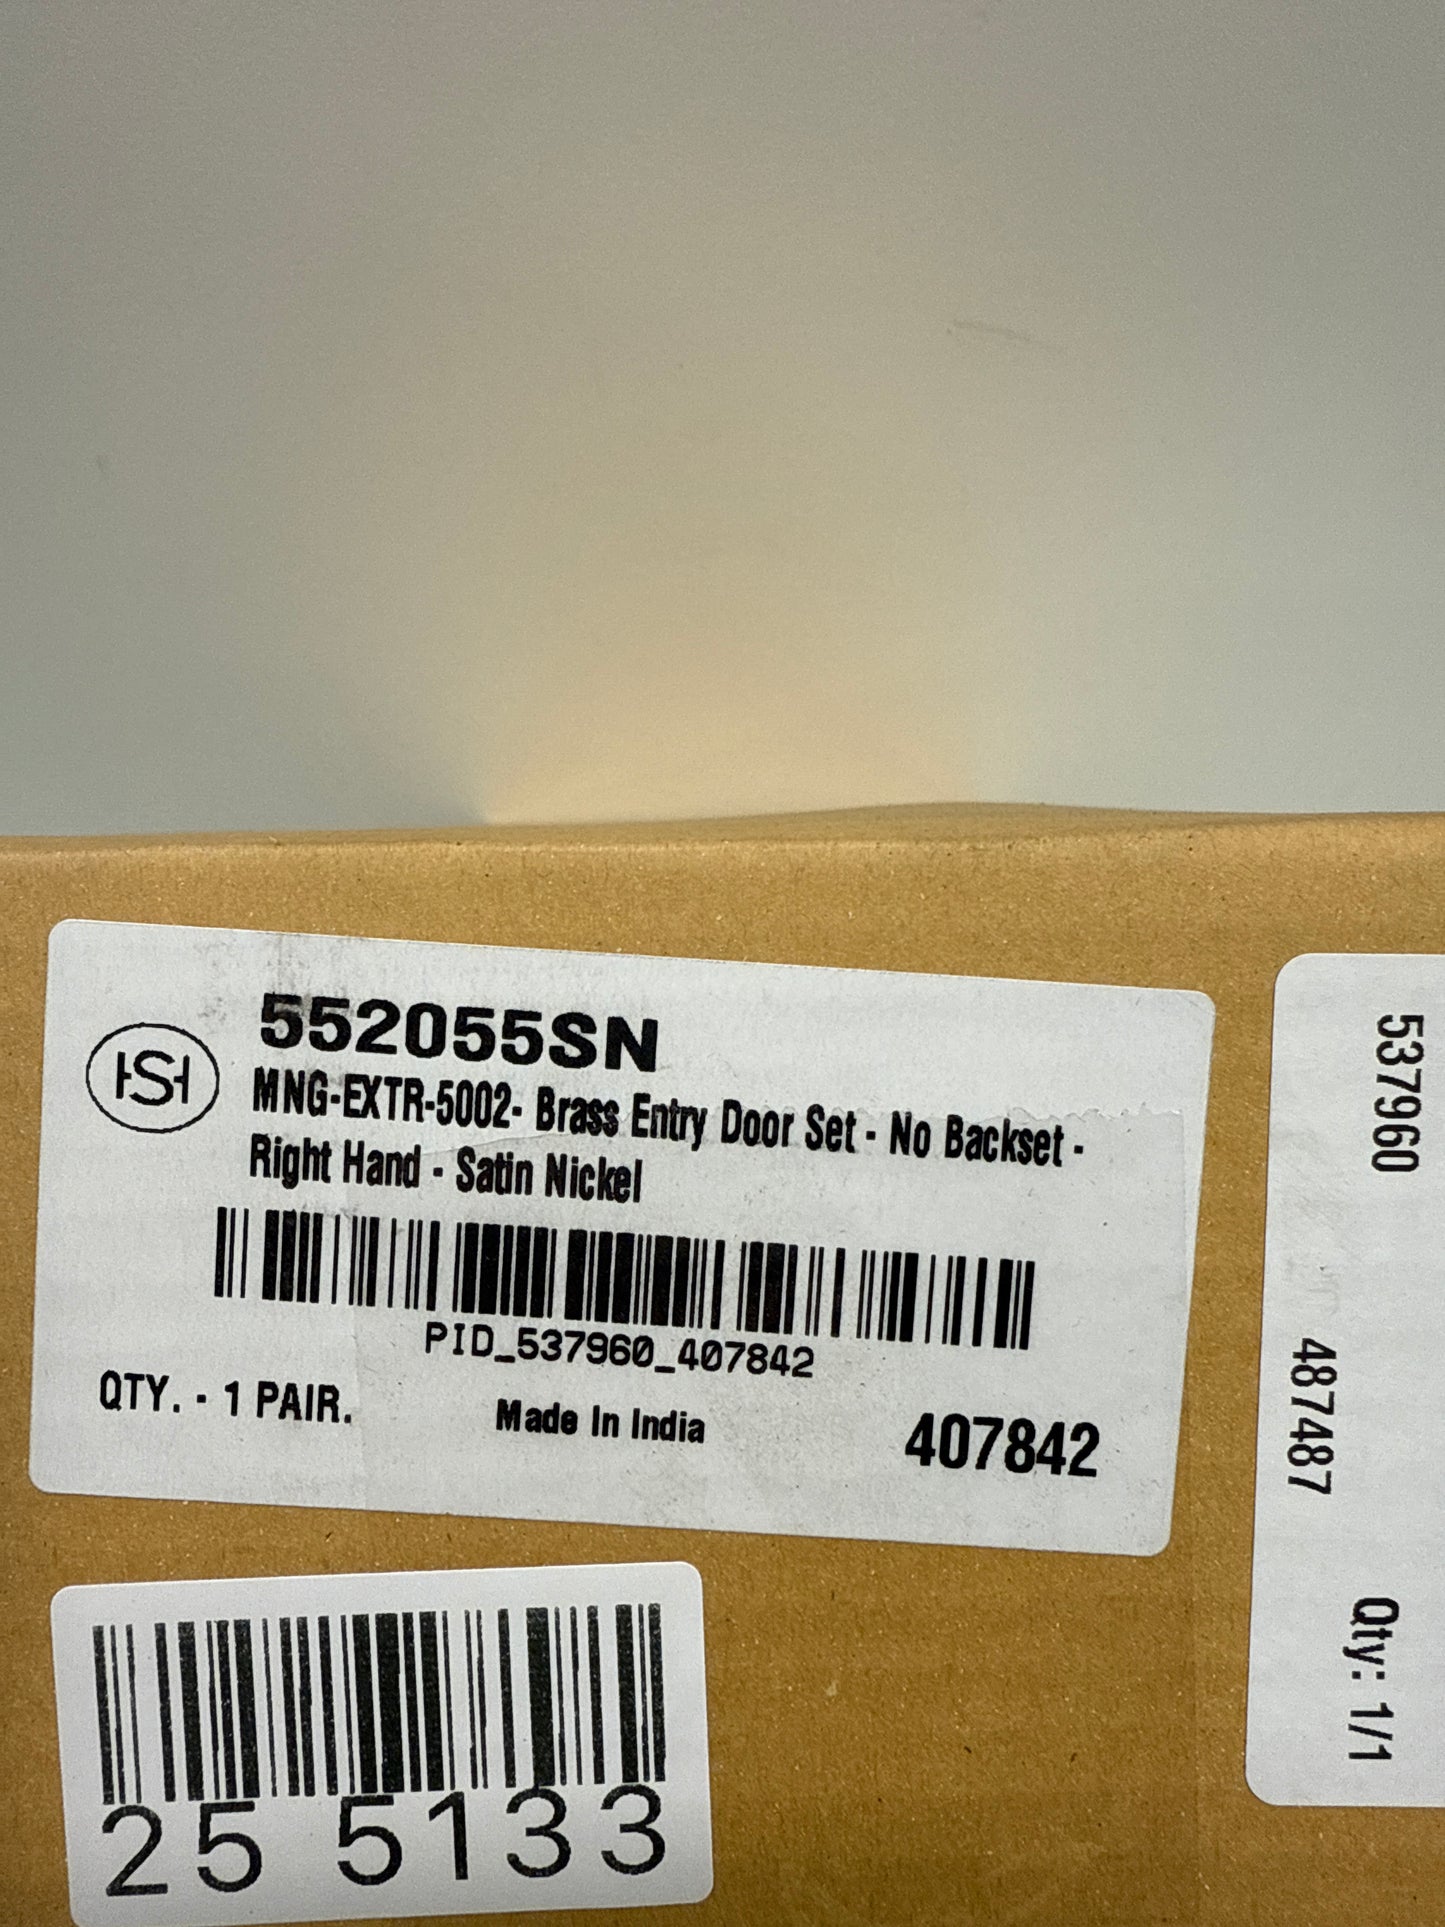 HS
552055SN
MNG-EXTR-5002- Brass Entry Door Set - No Backset -
Right Hand - Satin Nickel
PID_537960_407842
QTY. - 1 PAIR.
Made In India
407842
25 5133
537960
487487
Qty: 1/1